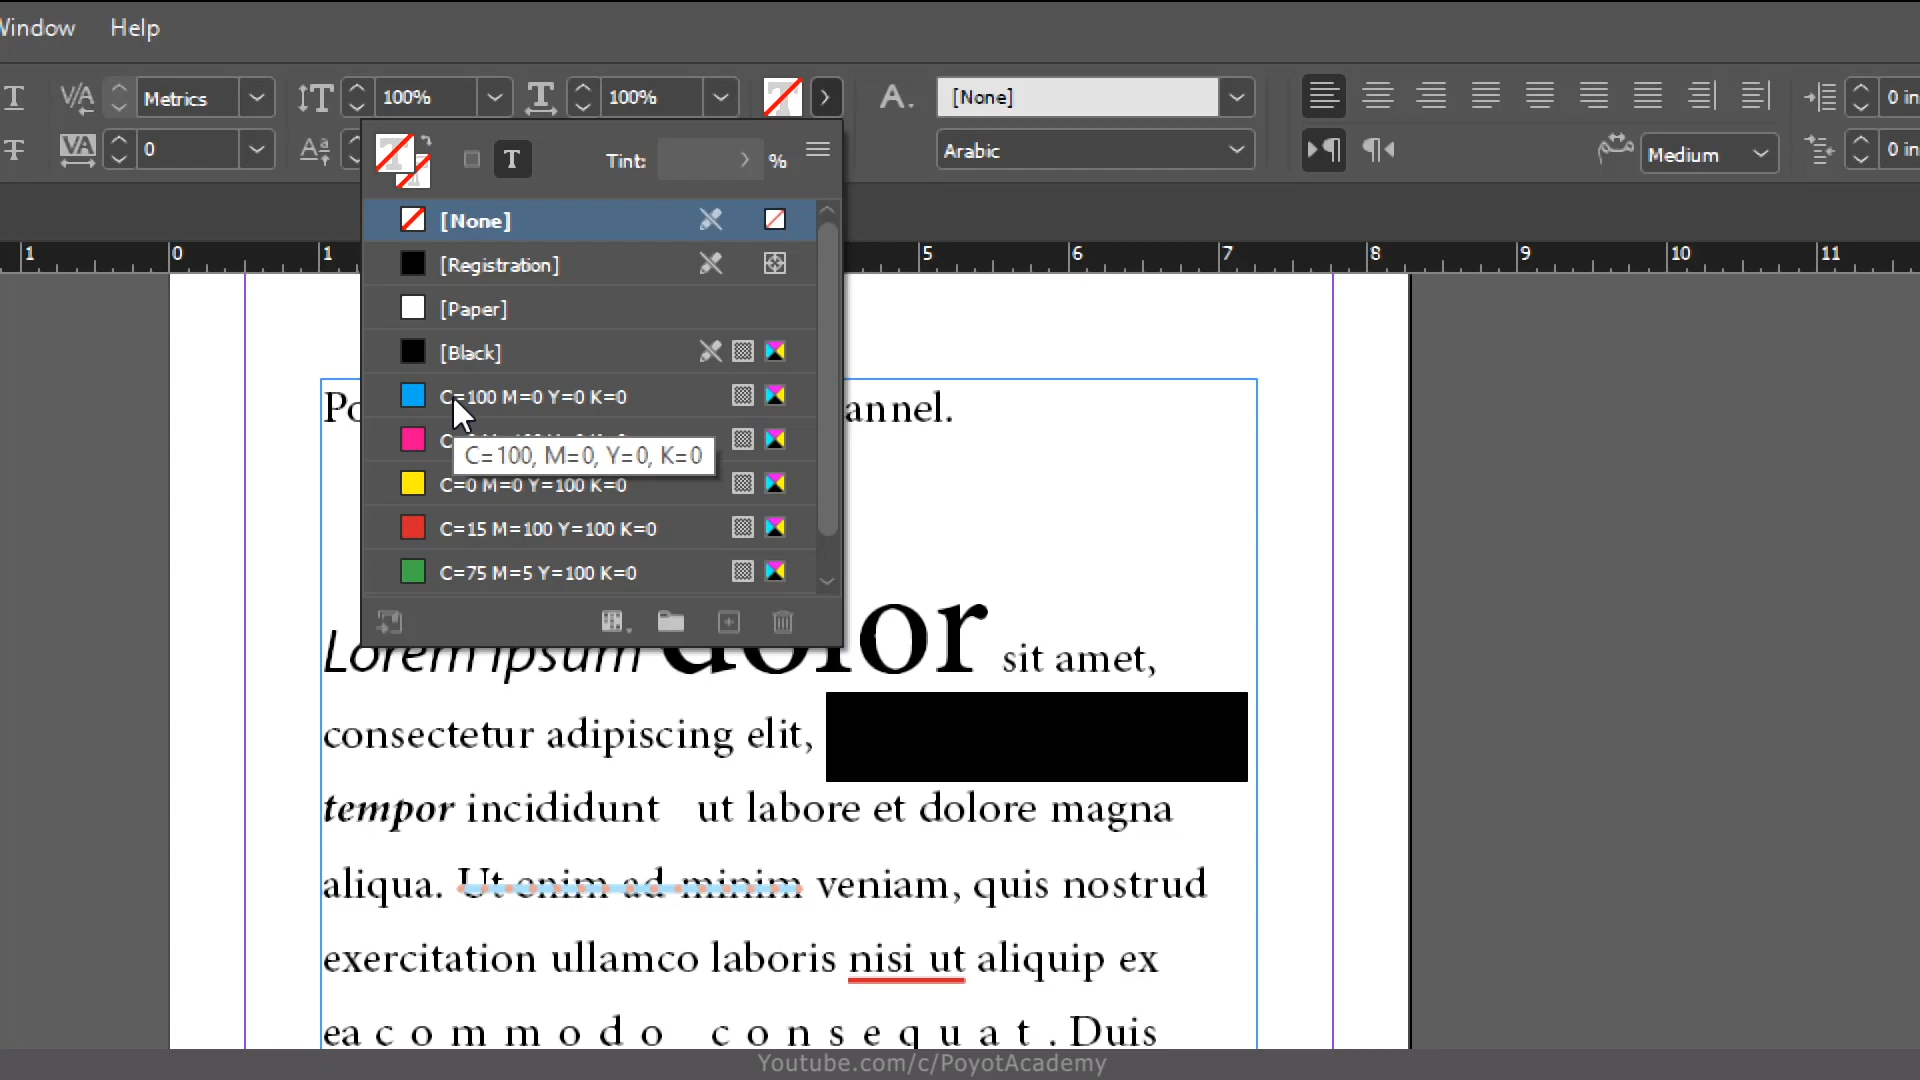 Window Help
Metrics 100% 100% [None] 0 in
0 Arabic Medium 0 in
Tint: %
[None]
[Registration]
[Paper]
[Black]
C=100 M=0 Y=0 K=0
C=100, M=0, Y=0, K=0
C=0 M=0 Y=100 K=0
C=15 M=100 Y=100 K=0
C=75 M=5 Y=100 K=0
1 0 1 5 6 7 8 9 10 11
Po annel.
Lorem ipsum dolor sit amet,
consectetur adipiscing elit,
tempor incididunt ut labore et dolore magna
aliqua. Ut enim ad minim veniam, quis nostrud
exercitation ullamco laboris nisi ut aliquip ex
ea c o m m o d o c o n s e q u a t . Duis
Youtube.com/c/PoyotAcademy